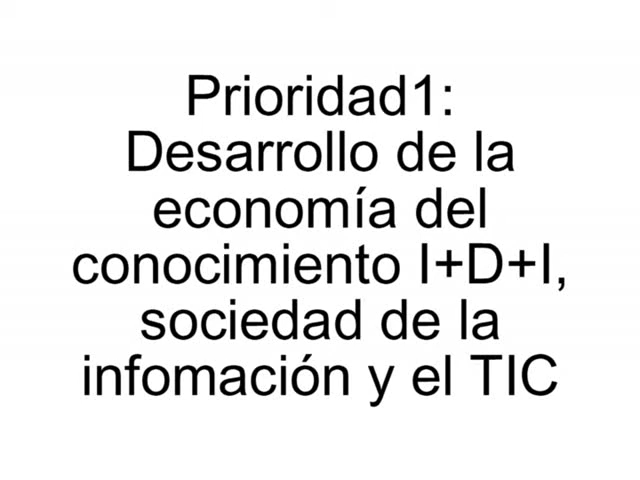 Prioridad1:
Desarrollo de la
economía del
conocimiento I+D+I,
sociedad de la
infomación y el TIC